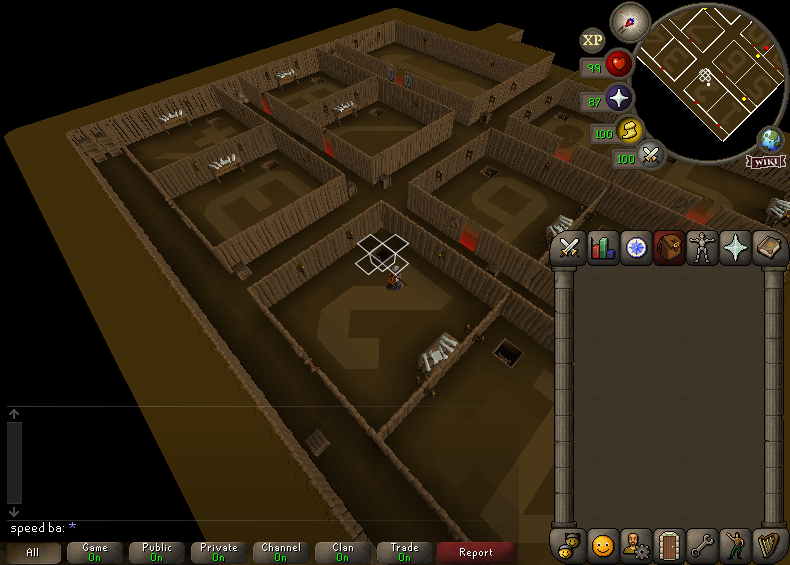 XP
99
67
100
100
WIKI
speed ba: *
All
Game
On
Public
On
Private
On
Channel
On
Clan
On
Trade
On
Report